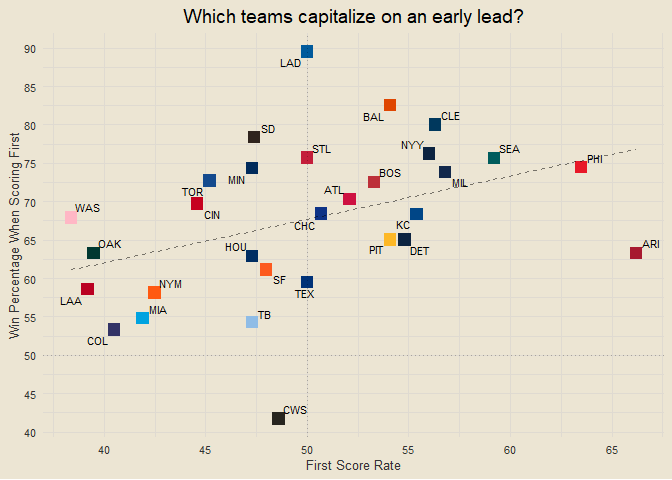 Which teams capitalize on an early lead?
90
LAD
85
BAL
CLE
80
SD
STL
NYY
SEA
PHI
75
MIN
BOS
MIL
TOR
ATL
70
WAS
CIN
CHC
KC
65
OAK
HOU
PIT
DET
ARI
60
LAA
NYM
SF
TEX
55
COL
MIA
TB
50
45
CWS
40
Win Percentage When Scoring First
40
45
50
55
60
65
First Score Rate